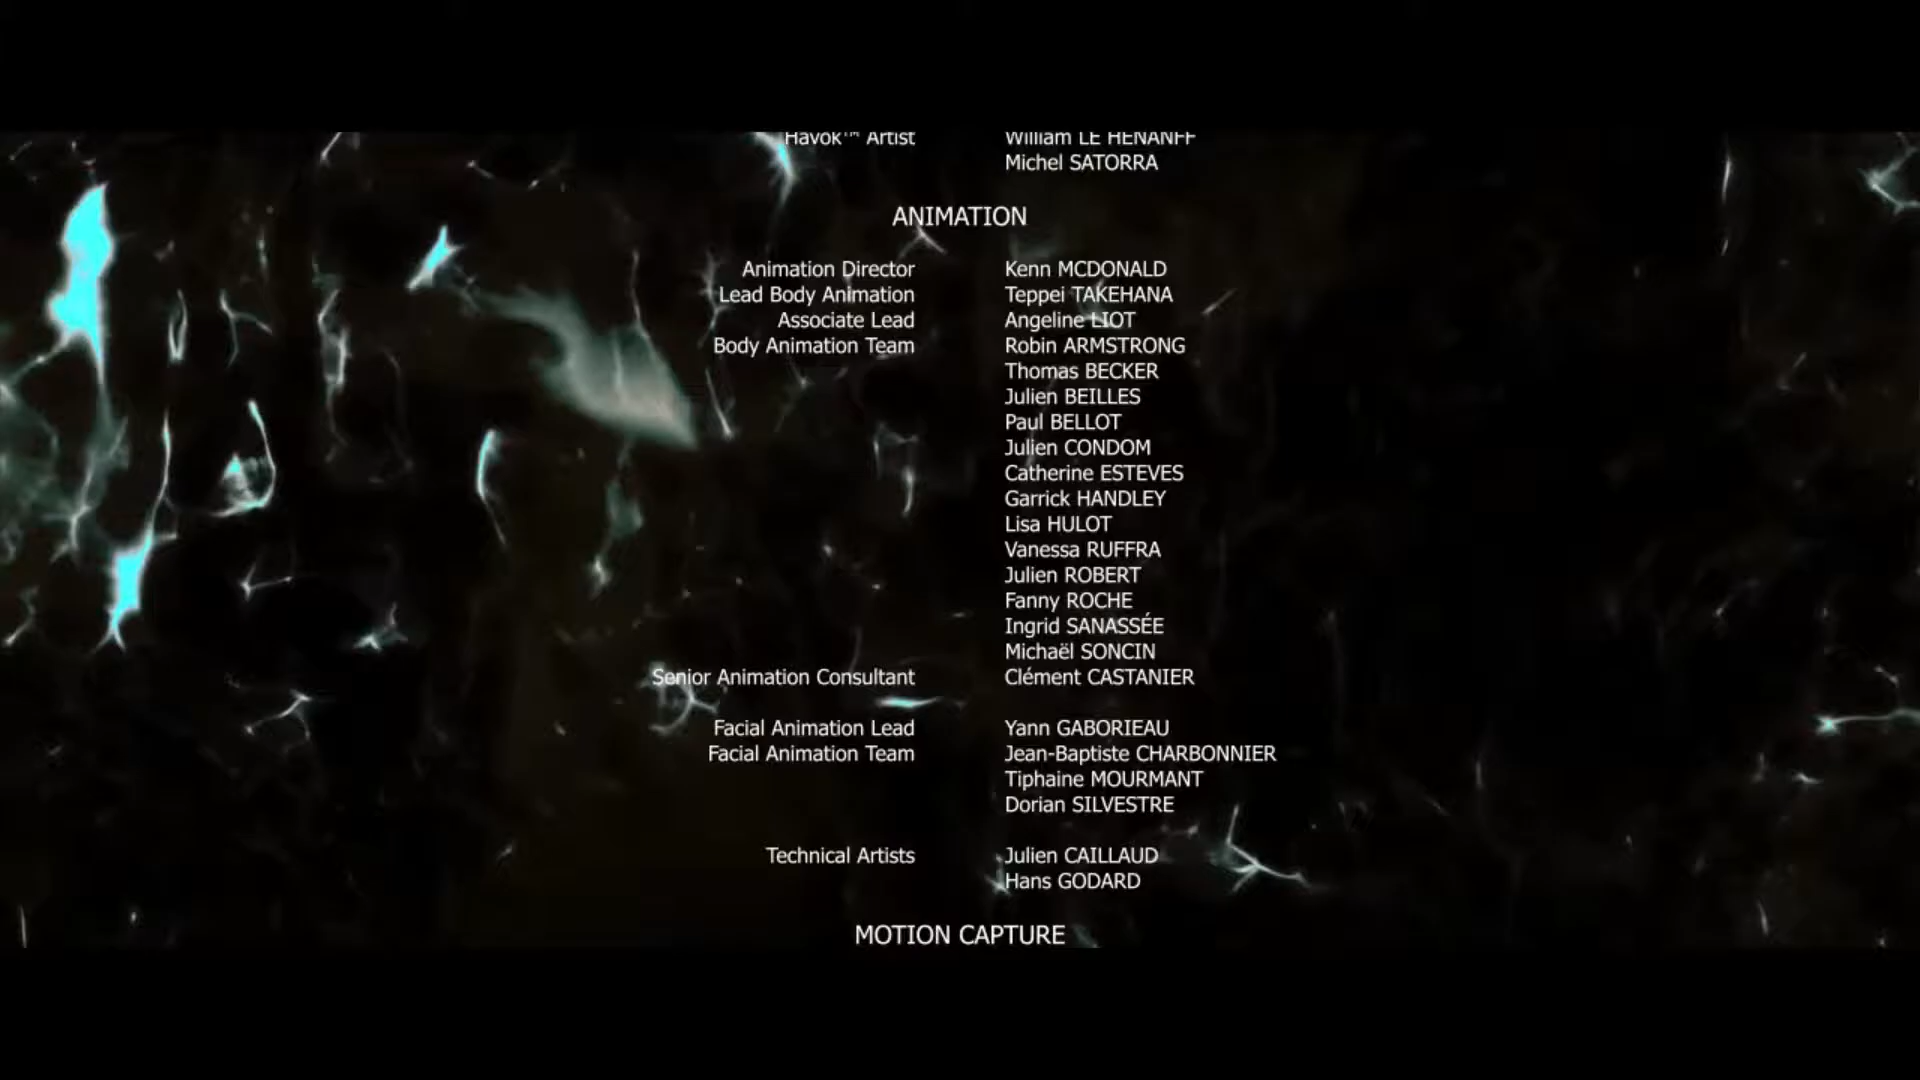 Havok™ Artist William LE HENANFF
Michel SATORRA
ANIMATION
Animation Director Kenn MCDONALD
Lead Body Animation Teppei TAKEHANA
Associate Lead Angeline LIOT
Body Animation Team Robin ARMSTRONG
Thomas BECKER
Julien BEILLES
Paul BELLOT
Julien CONDOM
Catherine ESTEVES
Garrick HANDLEY
Lisa HULOT
Vanessa RUFFRA
Julien ROBERT
Fanny ROCHE
Ingrid SANASSÉE
Michaël SONCIN
Senior Animation Consultant Clément CASTANIER
Facial Animation Lead Yann GABORIEAU
Facial Animation Team Jean-Baptiste CHARBONNIER
Tiphaine MOURMANT
Dorian SILVESTRE
Technical Artists Julien CAILLAUD
Hans GODARD
MOTION CAPTURE